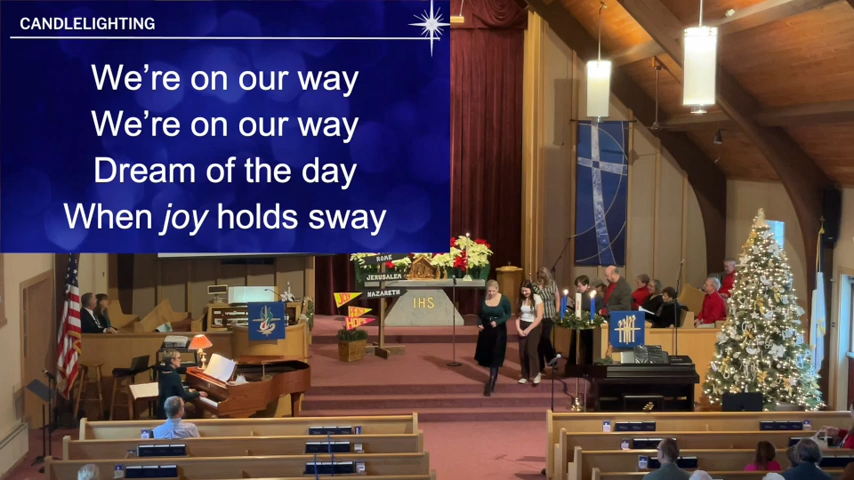 CANDLELIGHTING
We're on our way
We're on our way
Dream of the day
When joy holds sway
ROME
JERUSALEM
NAZARETH
IHS
HOPE